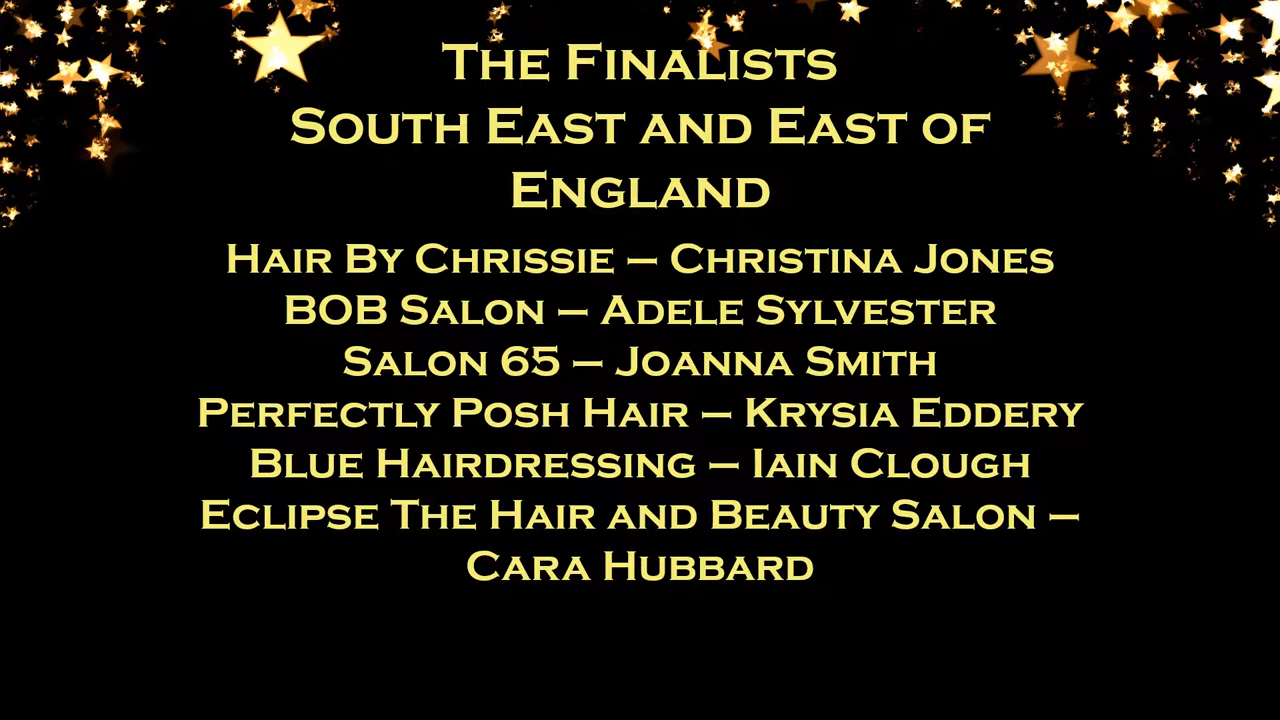 The Finalists
South East and East of
England
Hair By Chrissie – Christina Jones
BOB Salon – Adele Sylvester
Salon 65 – Joanna Smith
Perfectly Posh Hair – Krysia Eddery
Blue Hairdressing – Iain Clough
Eclipse The Hair and Beauty Salon –
Cara Hubbard